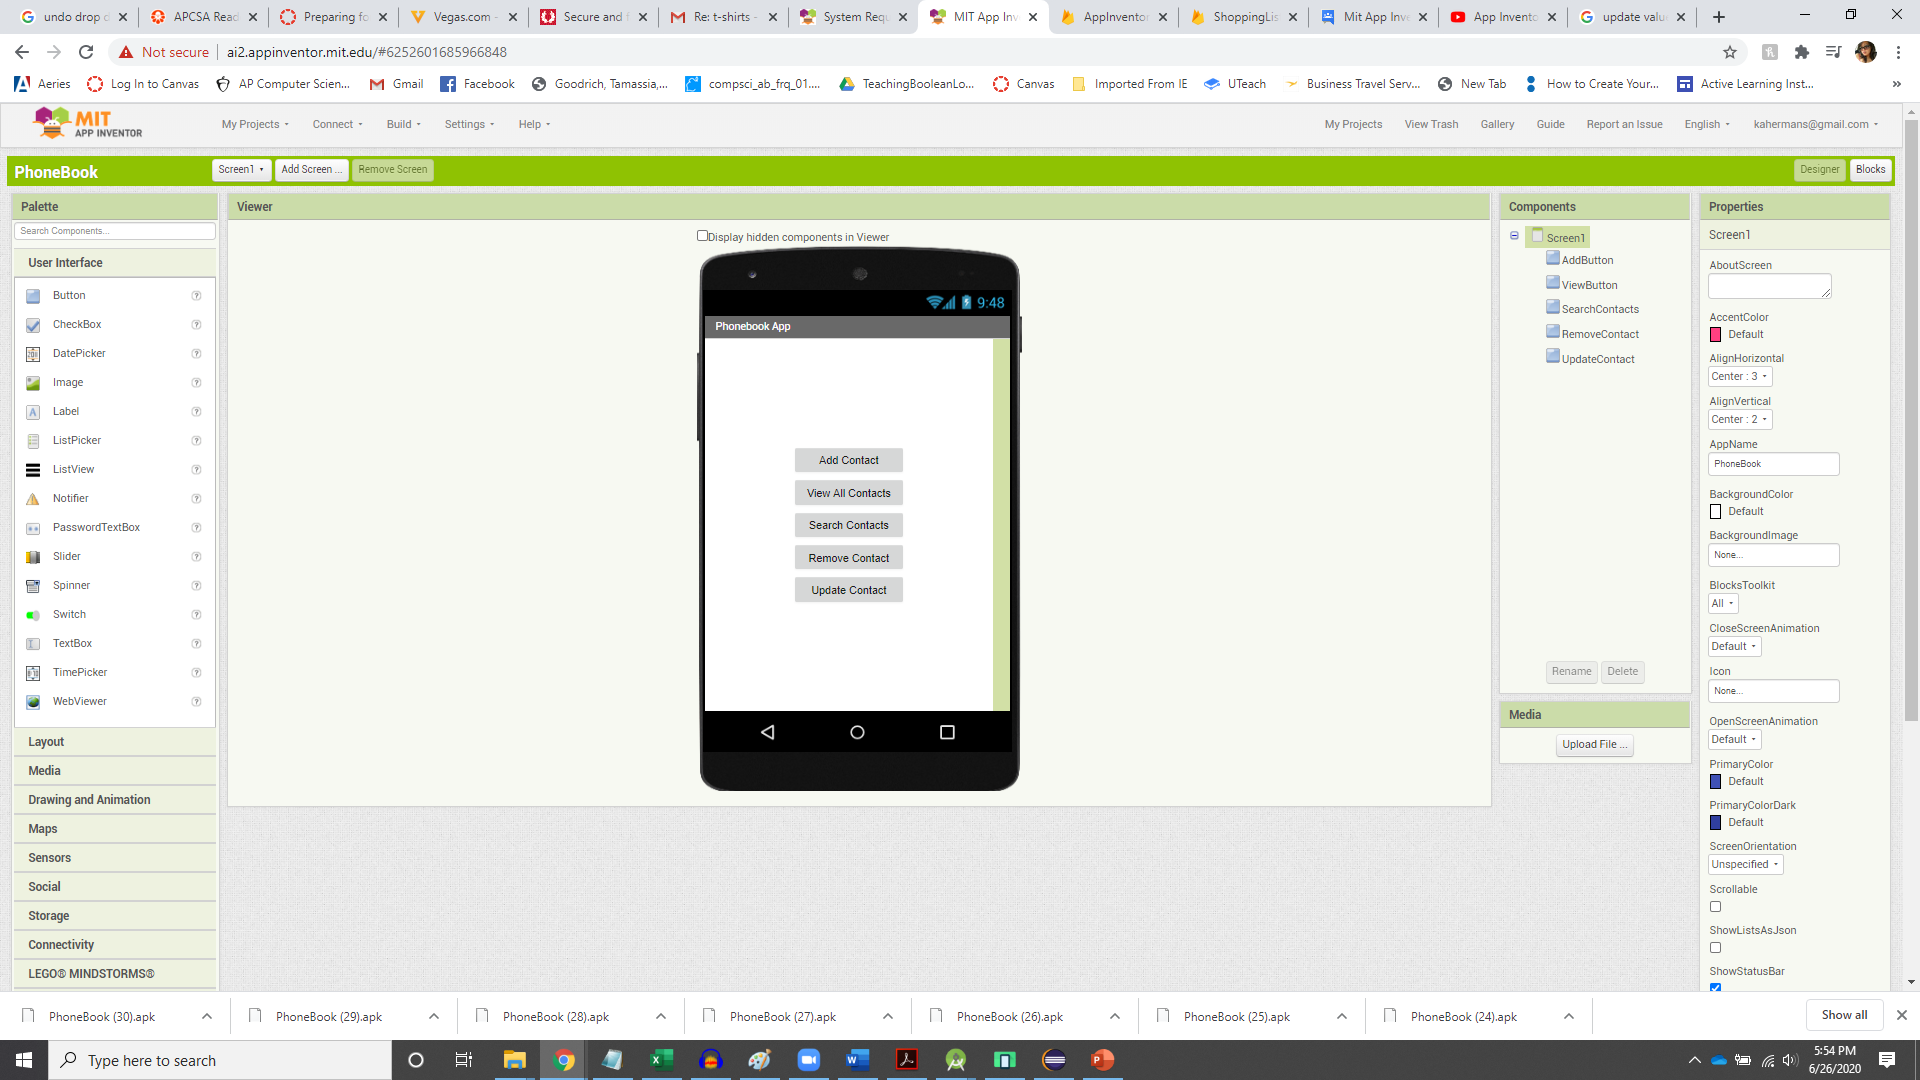 undo drop d
APCSA Read
Preparing fo
Vegas.com -
Secure and f
Re: t-shirts -
System Requ
MIT App Inv
AppInventor
ShoppingLis
Mit App Inve
App Invento
update valu
Not secure | ai2.appinventor.mit.edu/#6252601685966848
Aeries
Log In to Canvas
AP Computer Scien...
Gmail
Facebook
Goodrich, Tamassia,...
compsci_ab_frq_01....
TeachingBooleanLo...
Canvas
Imported From IE
UTeach
Business Travel Serv...
New Tab
How to Create Your...
Active Learning Inst...
»
MIT
APP INVENTOR
My Projects
Connect
Build
Settings
Help
My Projects
View Trash
Gallery
Guide
Report an Issue
English
kahermans@gmail.com
PhoneBook
Screen1
Add Screen ...
Remove Screen
Designer
Blocks
Palette
Search Components...
User Interface
Button
CheckBox
DatePicker
Image
Label
ListPicker
ListView
Notifier
PasswordTextBox
Slider
Spinner
Switch
TextBox
TimePicker
WebViewer
Layout
Media
Drawing and Animation
Maps
Sensors
Social
Storage
Connectivity
LEGO® MINDSTORMS®
Viewer
Display hidden components in Viewer
9:48
Phonebook App
Add Contact
View All Contacts
Search Contacts
Remove Contact
Update Contact
Components
Screen1
AddButton
ViewButton
SearchContacts
RemoveContact
UpdateContact
Rename
Delete
Media
Upload File ...
Properties
Screen1
AboutScreen
AccentColor
Default
AlignHorizontal
Center : 3
AlignVertical
Center : 2
AppName
PhoneBook
BackgroundColor
Default
BackgroundImage
None...
BlocksToolkit
All
CloseScreenAnimation
Default
Icon
None...
OpenScreenAnimation
Default
PrimaryColor
Default
PrimaryColorDark
Default
ScreenOrientation
Unspecified
Scrollable
ShowListsAsJson
ShowStatusBar
PhoneBook (30).apk
PhoneBook (29).apk
PhoneBook (28).apk
PhoneBook (27).apk
PhoneBook (26).apk
PhoneBook (25).apk
PhoneBook (24).apk
Show all
Type here to search
5:54 PM
6/26/2020